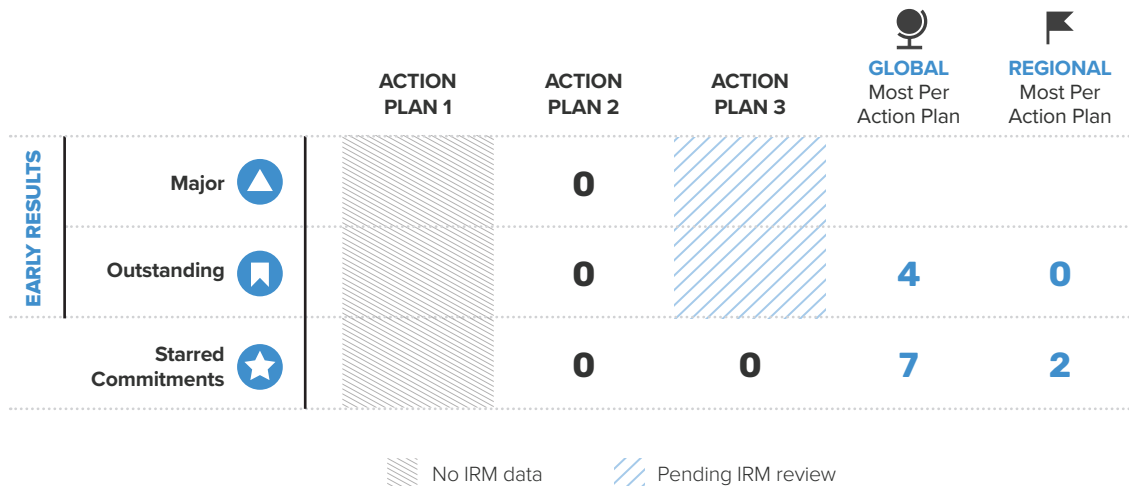 ACTION
PLAN 1
ACTION
PLAN 2
ACTION
PLAN 3
GLOBAL
Most Per
Action Plan
REGIONAL
Most Per
Action Plan
EARLY RESULTS
Major
0
Outstanding
0
4
0
Starred
Commitments
0
0
7
2
No IRM data
Pending IRM review